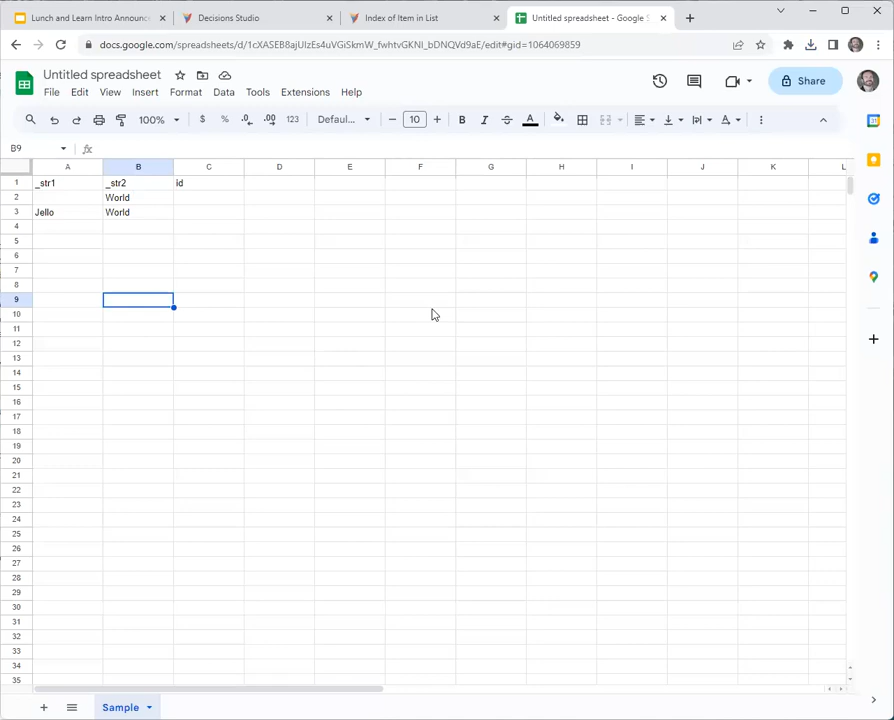 Lunch and Learn Intro Announc
Decisions Studio
Index of Item in List
Untitled spreadsheet - Google S
docs.google.com/spreadsheets/d/1cXASEB8ajUIzEs4uVGiSkmW_fwhtvGKNI_bDNQVd9aE/edit#gid=1064069859
Untitled spreadsheet
File Edit View Insert Format Data Tools Extensions Help
Share
100% $ % .0 .00 123 Defaul... 10 B I S A
B9 fx
A B C D E F G H I J K L
1 _str1 _str2 id
2 World
3 Jello World
4
5
6
7
8
9
10
11
12
13
14
15
16
17
18
19
20
21
22
23
24
25
26
27
28
29
30
31
32
33
34
35
Sample